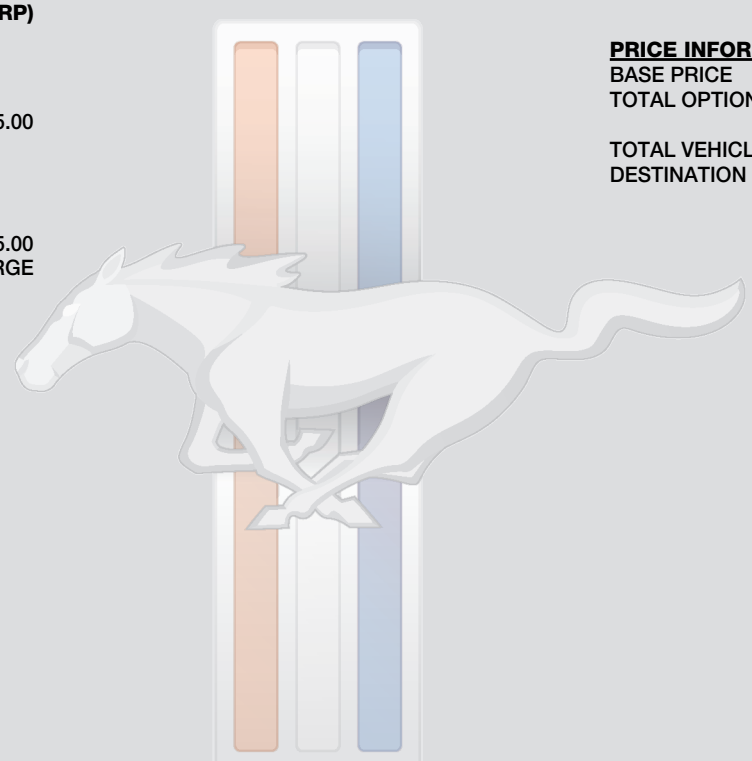 RP)
5.00
5.00
RGE
PRICE INFOR
BASE PRICE
TOTAL OPTION
TOTAL VEHICL
DESTINATION